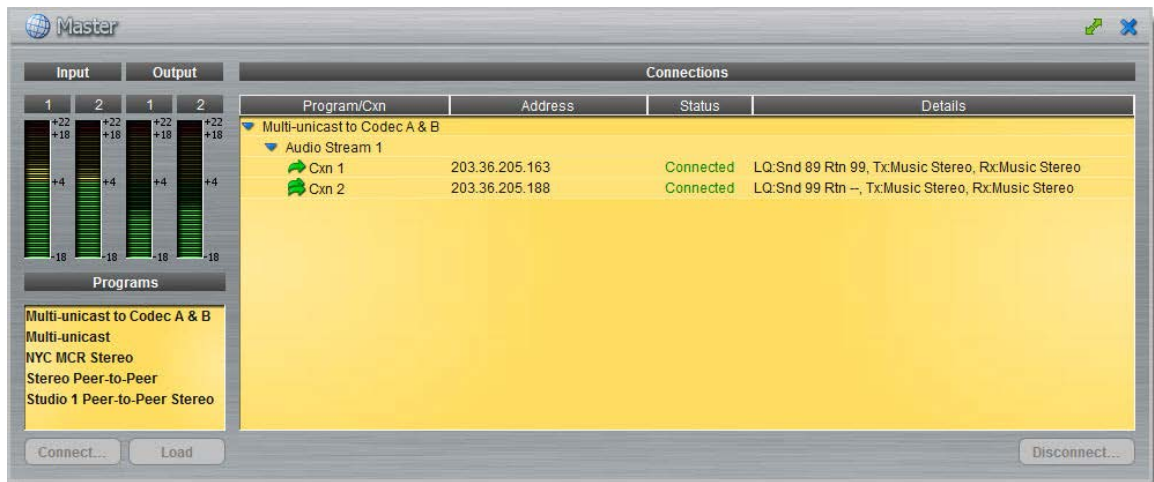 Master
Input Output
Connections
1 2 1 2
+22 +22 +22 +22
+18 +18 +18 +18
+4 +4 +4 +4
-18 -18 -18 -18
Program/Cxn Address Status Details
Multi-unicast to Codec A & B
Audio Stream 1
Cxn 1 203.36.205.163 Connected LQ:Snd 89 Rtn 99, Tx:Music Stereo, Rx:Music Stereo
Cxn 2 203.36.205.188 Connected LQ:Snd 99 Rtn --, Tx:Music Stereo, Rx:Music Stereo
Programs
Multi-unicast to Codec A & B
Multi-unicast
NYC MCR Stereo
Stereo Peer-to-Peer
Studio 1 Peer-to-Peer Stereo
Connect... Load
Disconnect...